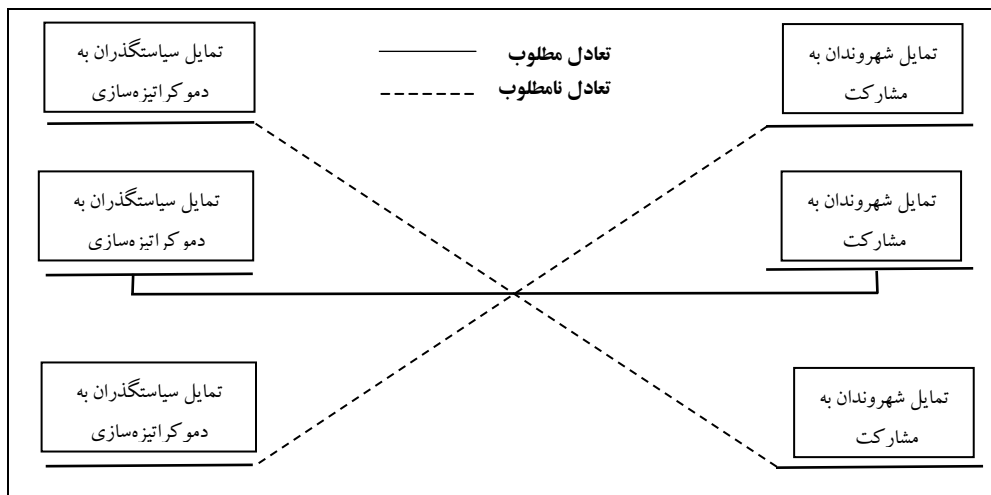 تمایل شهروندان به
مشارکت
تعادل مطلوب
تعادل نامطلوب
تمایل سیاستگذران به
دموکراتیزه‌سازی
تمایل شهروندان به
مشارکت
تمایل سیاستگذران به
دموکراتیزه‌سازی
تمایل شهروندان به
مشارکت
تمایل سیاستگذران به
دموکراتیزه‌سازی